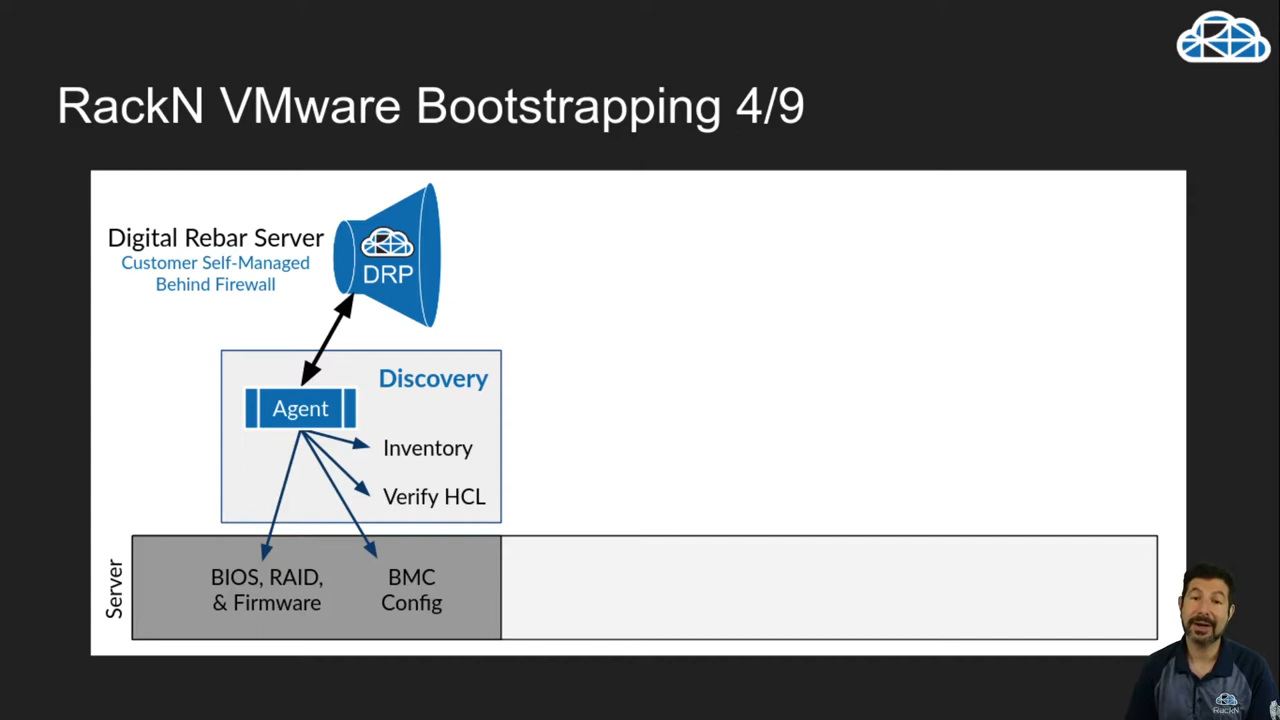 RackN VMware Bootstrapping 4/9
Digital Rebar Server
Customer Self-Managed
Behind Firewall
DRP
Discovery
Agent
Inventory
Verify HCL
Server
BIOS, RAID,
& Firmware
BMC
Config
RackN